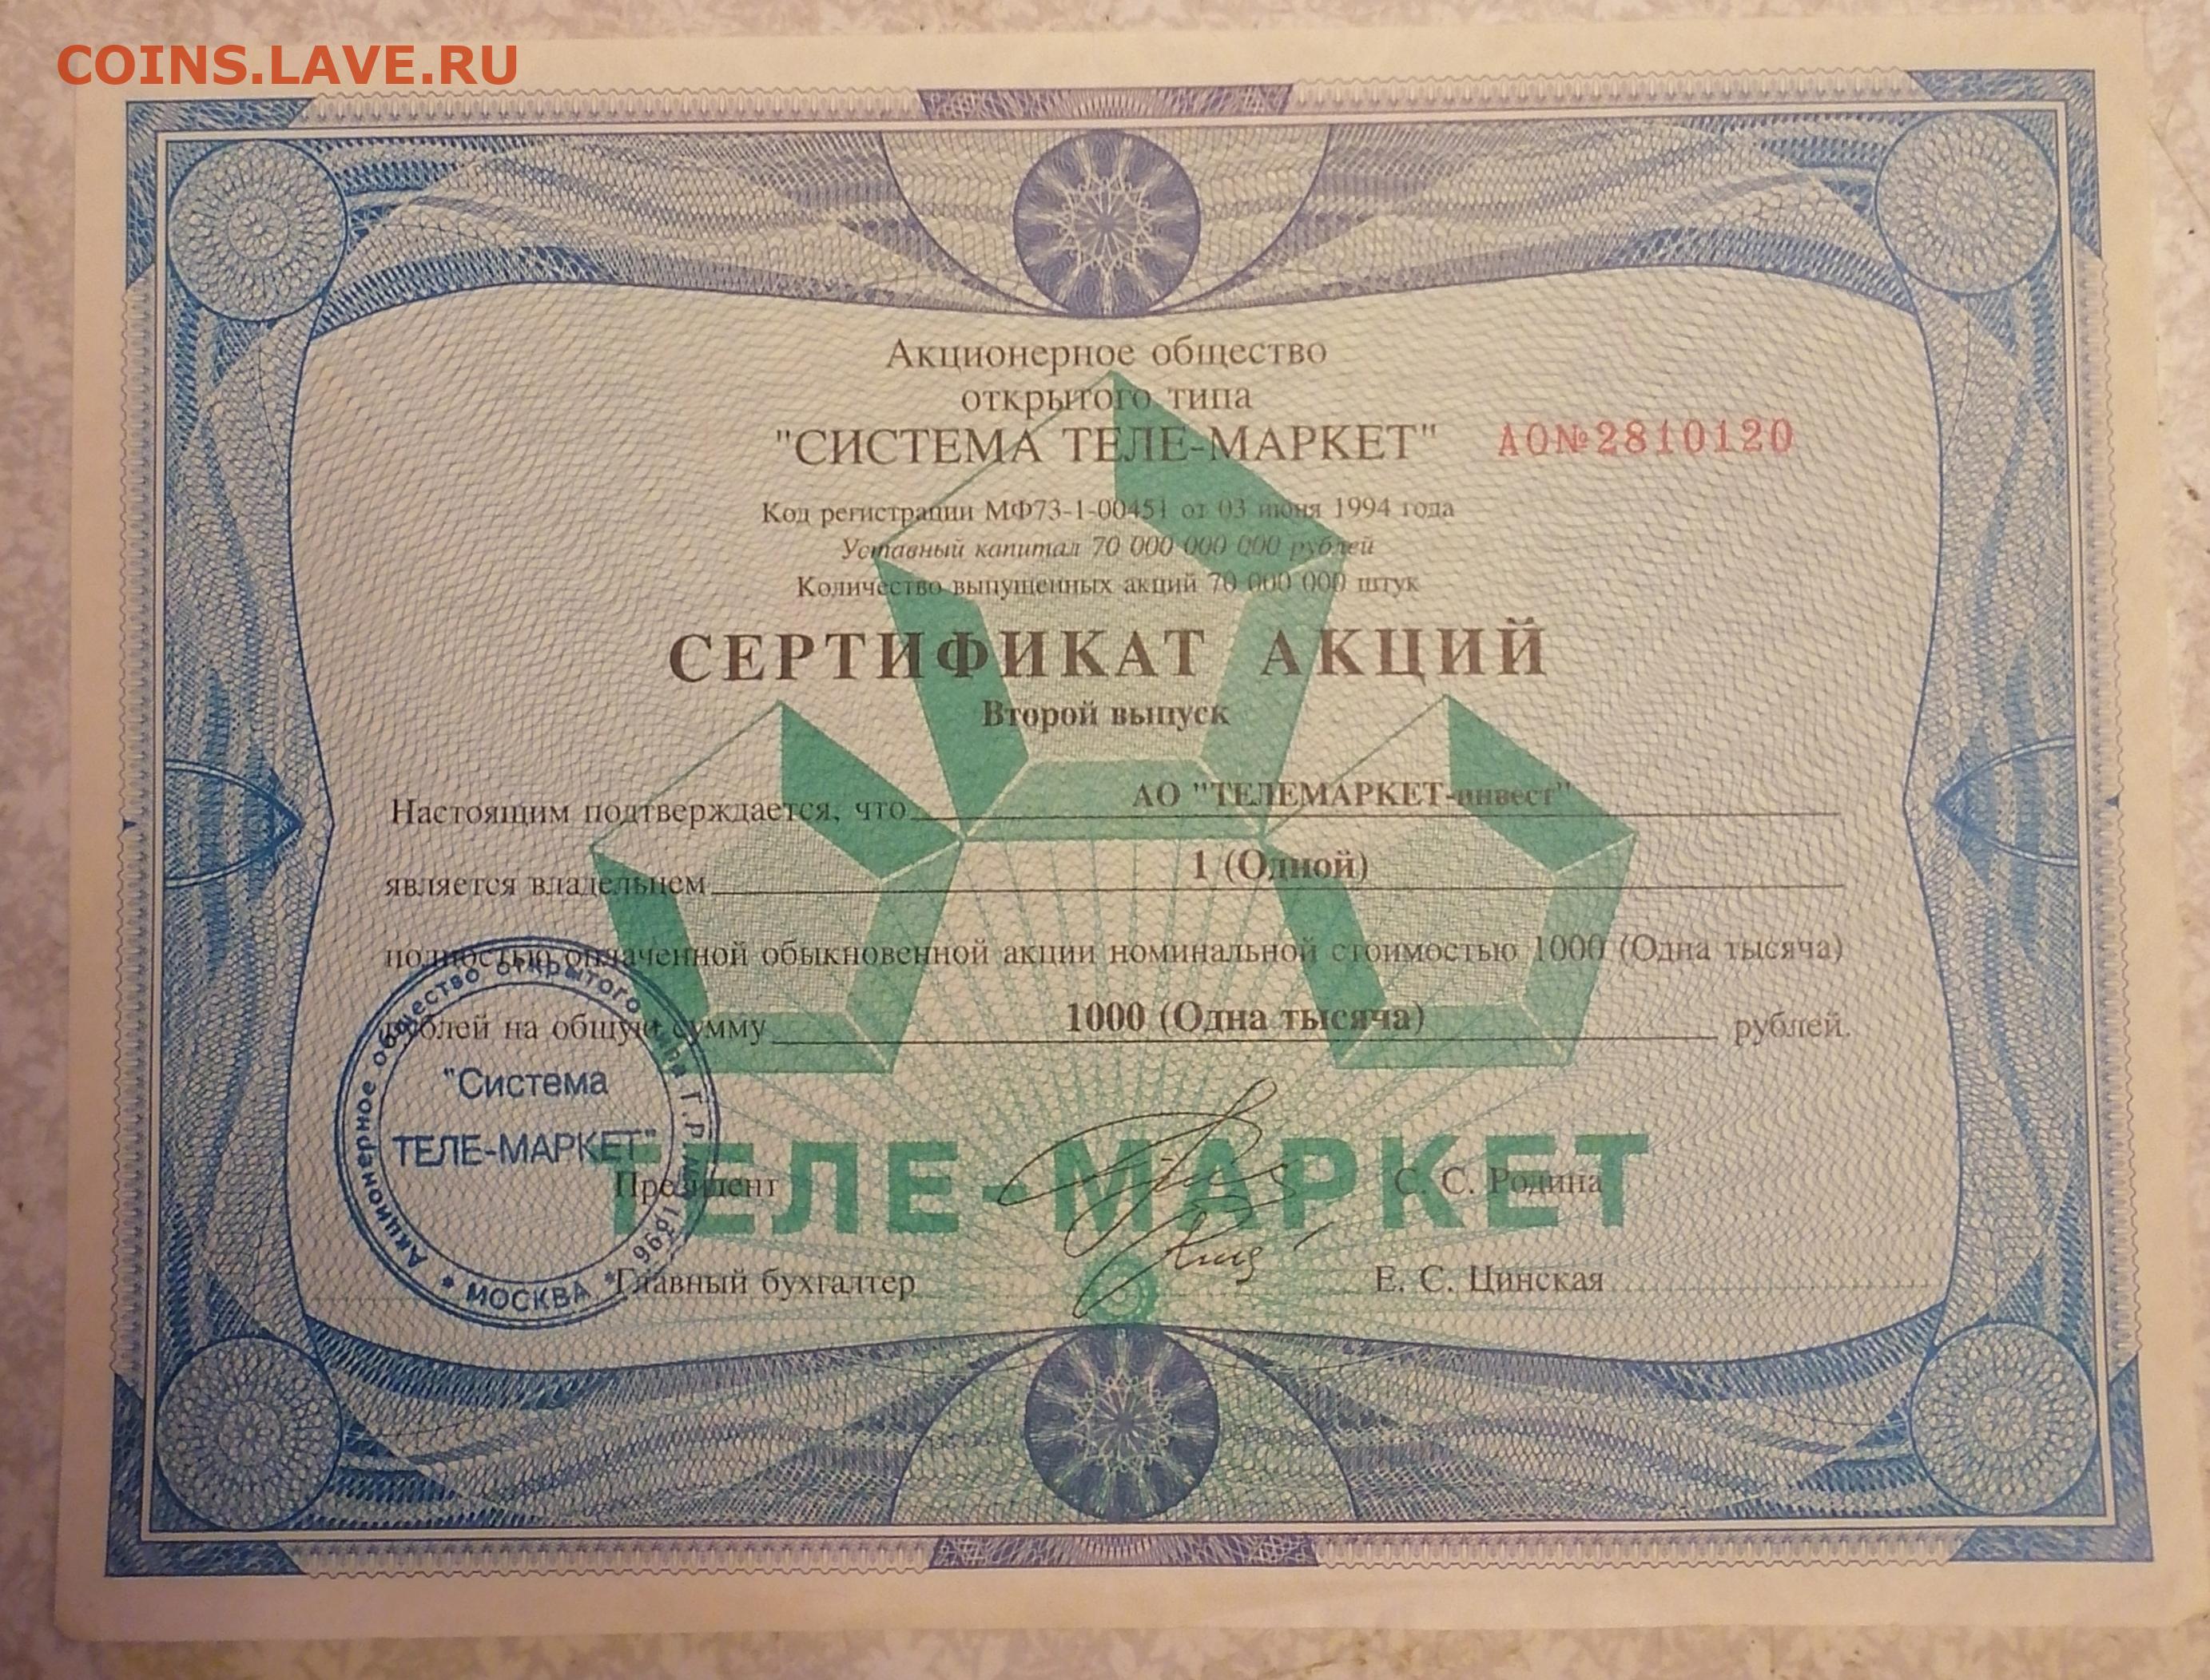 COINS.LAVE.RU
Акционерное общество
открытого типа
"СИСТЕМА ТЕЛЕ-МАРКЕТ" АО№2810120
Код регистрации МФ73-1-00451 от 03 июня 1994 года
Уставный капитал 70 000 000 000 рублей
Количество выпущенных акций 70 000 000 штук
СЕРТИФИКАТ АКЦИЙ
Второй выпуск
Настоящим подтверждается, что АО "ТЕЛЕМАРКЕТ-инвест"
является владельцем 1 (Одной)
полностью оплаченной обыкновенной акции номинальной стоимостью 1000 (Одна тысяча)
рублей на общую сумму 1000 (Одна тысяча) рублей.
Акционерное общество открытого типа
"Система
ТЕЛЕ-МАРКЕТ"
МОСКВА
ТЕЛЕ-МАРКЕТ
Президент С. С. Родина
Главный бухгалтер Е. С. Цинская